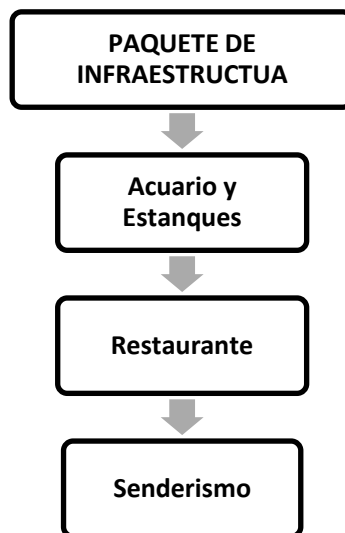 PAQUETE DE
INFRAESTRUCTUA
Acuario y
Estanques
Restaurante
Senderismo